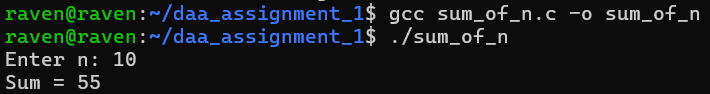 raven@raven:~/daa_assignment_1$ gcc sum_of_n.c -o sum_of_n
raven@raven:~/daa_assignment_1$ ./sum_of_n
Enter n: 10
Sum = 55